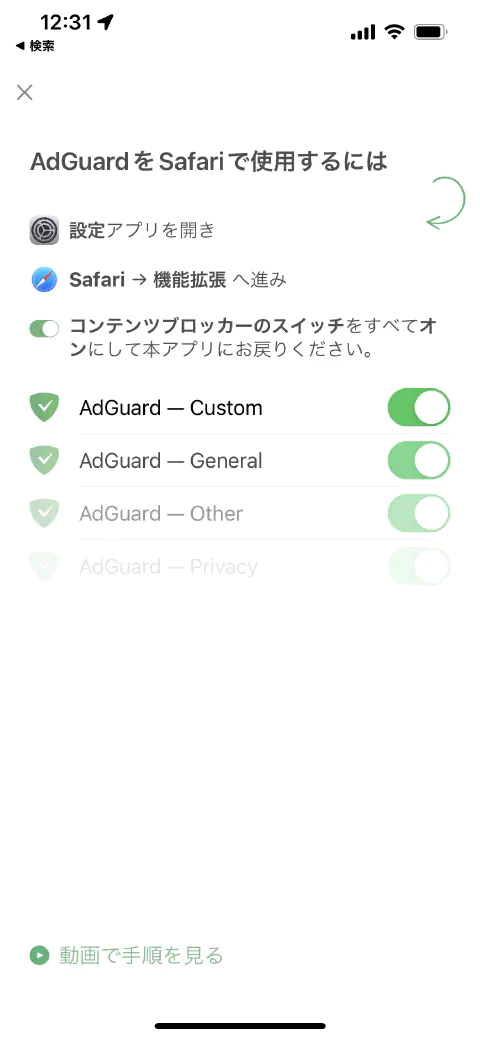 12:31
◀ 検索
AdGuardをSafariで使用するには
設定アプリを開き
Safari → 機能拡張 へ進み
コンテンツブロッカーのスイッチをすべてオ
ンにして本アプリにお戻りください。
AdGuard — Custom
AdGuard — General
AdGuard — Other
AdGuard — Privacy
動画で手順を見る